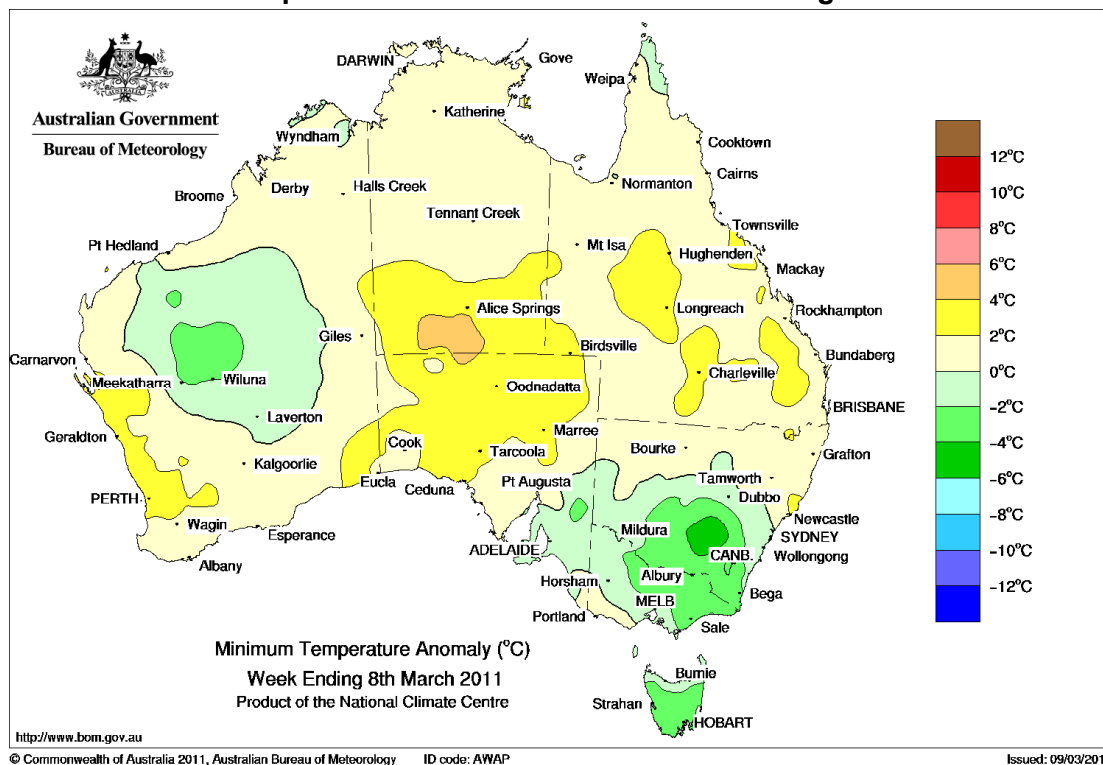 Australian Government
Bureau of Meteorology
DARWIN
Gove
Weipa
Katherine
Wyndham
Cooktown
Cairns
Derby
Halls Creek
Broome
Normanton
Tennant Creek
Townsville
Pt Hedland
Mt Isa
Hughenden
Mackay
Alice Springs
Longreach
Rockhampton
Giles
Birdsville
Carnarvon
Bundaberg
Meekatharra
Wiluna
Oodnadatta
Charleville
Laverton
BRISBANE
Geraldton
Marree
Cook
Tarcoola
Bourke
Grafton
Kalgoorlie
Eucla
Ceduna
Pt Augusta
Tamworth
PERTH
Dubbo
Wagin
Esperance
Mildura
Newcastle
SYDNEY
ADELAIDE
CANB.
Wollongong
Albany
Horsham
Albury
Bega
Portland
MELB
Sale
Burnie
Strahan
HOBART
12°C
10°C
8°C
6°C
4°C
2°C
0°C
−2°C
−4°C
−6°C
−8°C
−10°C
−12°C
Minimum Temperature Anomaly (°C)
Week Ending 8th March 2011
Product of the National Climate Centre
http://www.bom.gov.au
© Commonwealth of Australia 2011, Australian Bureau of Meteorology ID code: AWAP Issued: 09/03/201